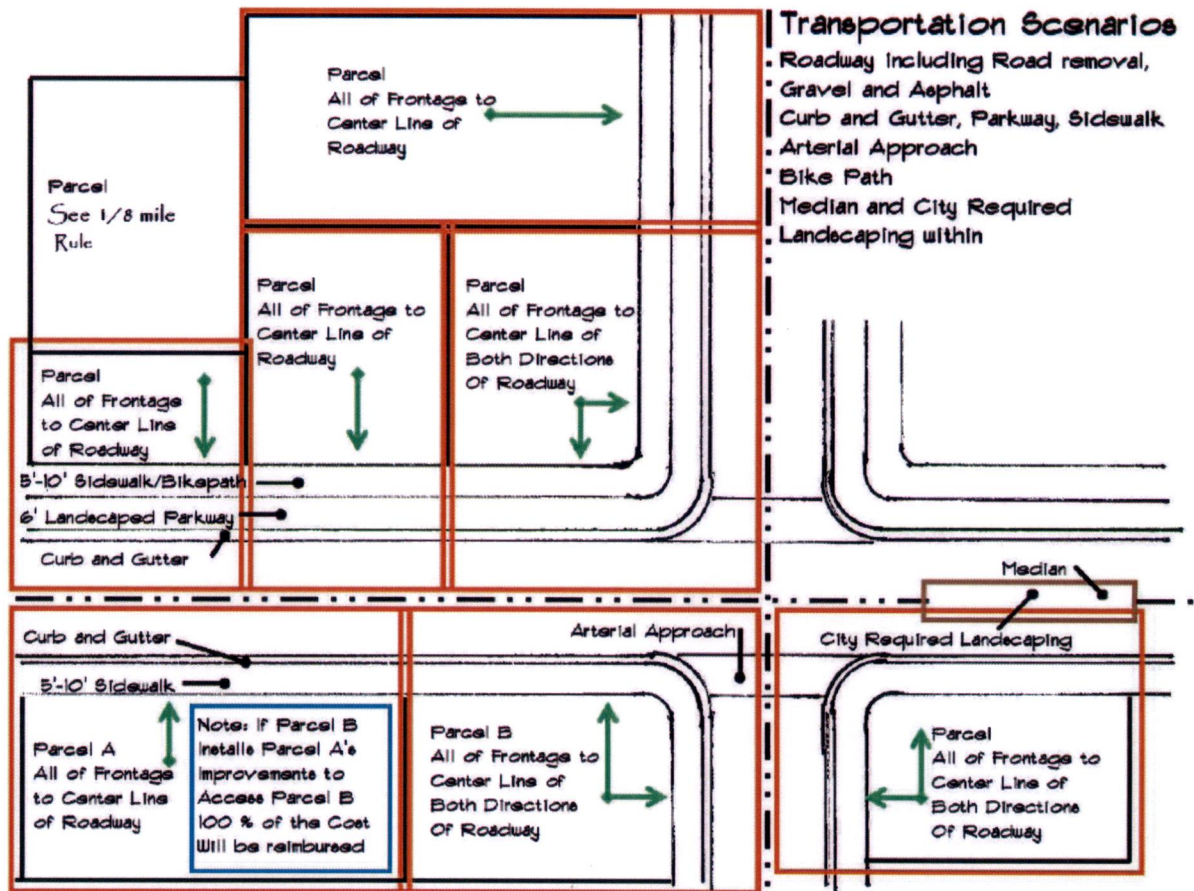 Transportation Scenarios
Roadway including Road removal,
Gravel and Asphalt
Curb and Gutter, Parkway, Sidewalk
Arterial Approach
Bike Path
Median and City Required
Landscaping within
Parcel
All of Frontage to
Center Line of
Roadway
Parcel
See 1/8 mile
Rule
Parcel
All of Frontage to
Center Line of
Roadway
Parcel
All of Frontage to
Center Line of
Both Directions
Of Roadway
Parcel
All of Frontage
to Center Line
of Roadway
5'-10' Sidewalk/Bikepath
6' Landscaped Parkway
Curb and Gutter
Median
City Required Landscaping
Curb and Gutter
Arterial Approach
5'-10' Sidewalk
Parcel A
All of Frontage
to Center Line
of Roadway
Note: If Parcel B
Installs Parcel A's
Improvements to
Access Parcel B
100 % of the Cost
Will be reimbursed
Parcel B
All of Frontage to
Center Line of
Both Directions
Of Roadway
Parcel
All of Frontage to
Center Line of
Both Directions
Of Roadway